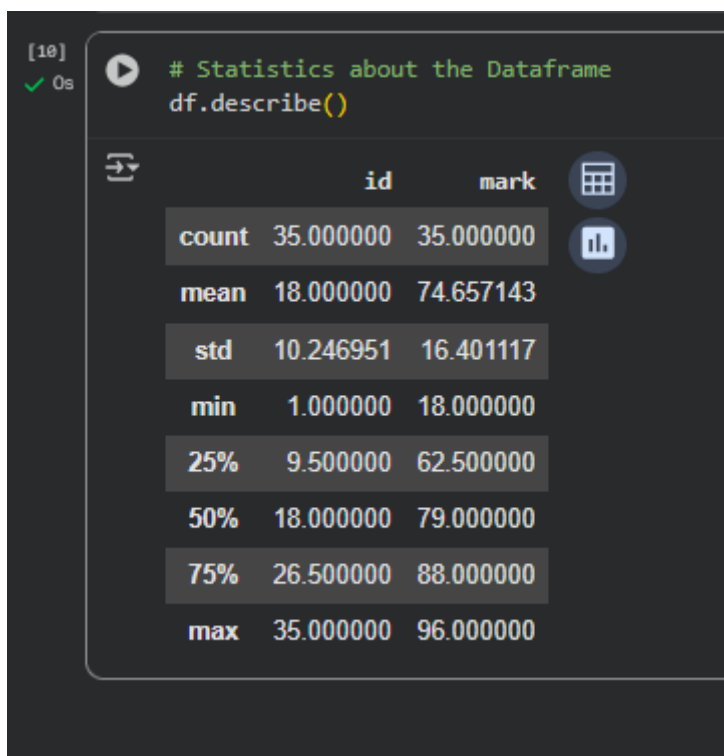 [10]
0s
# Statistics about the Dataframe
df.describe()
id mark
count 35.000000 35.000000
mean 18.000000 74.657143
std 10.246951 16.401117
min 1.000000 18.000000
25% 9.500000 62.500000
50% 18.000000 79.000000
75% 26.500000 88.000000
max 35.000000 96.000000